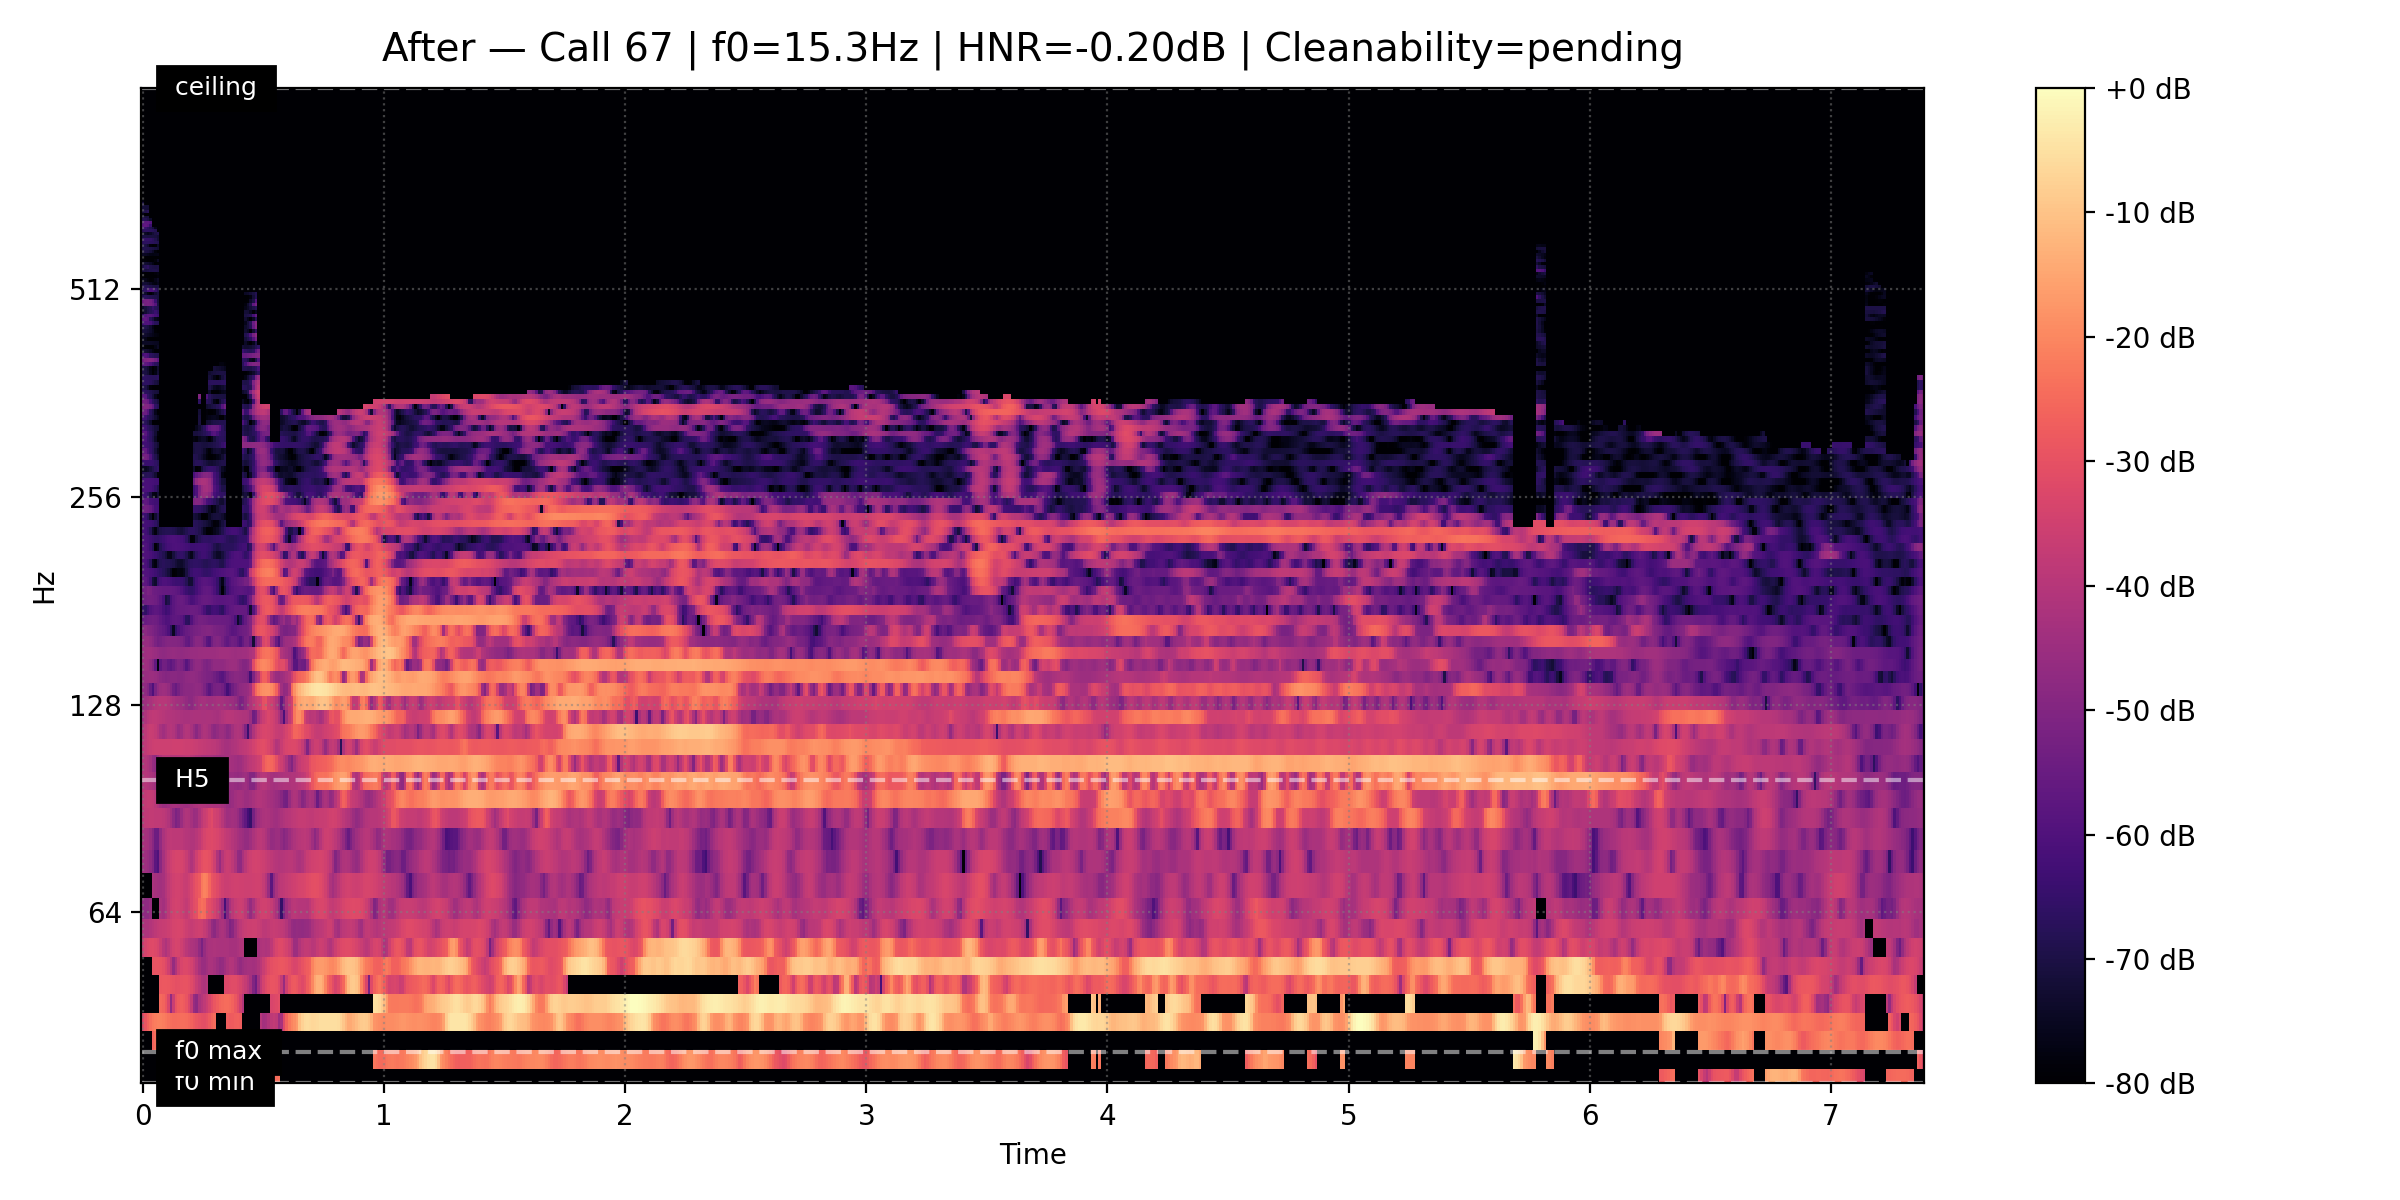 After — Call 67 | f0=15.3Hz | HNR=-0.20dB | Cleanability=pending
ceiling
+0 dB
-10 dB
-20 dB
-30 dB
-40 dB
-50 dB
-60 dB
-70 dB
-80 dB
512
256
128
64
Hz
H5
f0 max
f0 min
0 1 2 3 4 5 6 7
Time